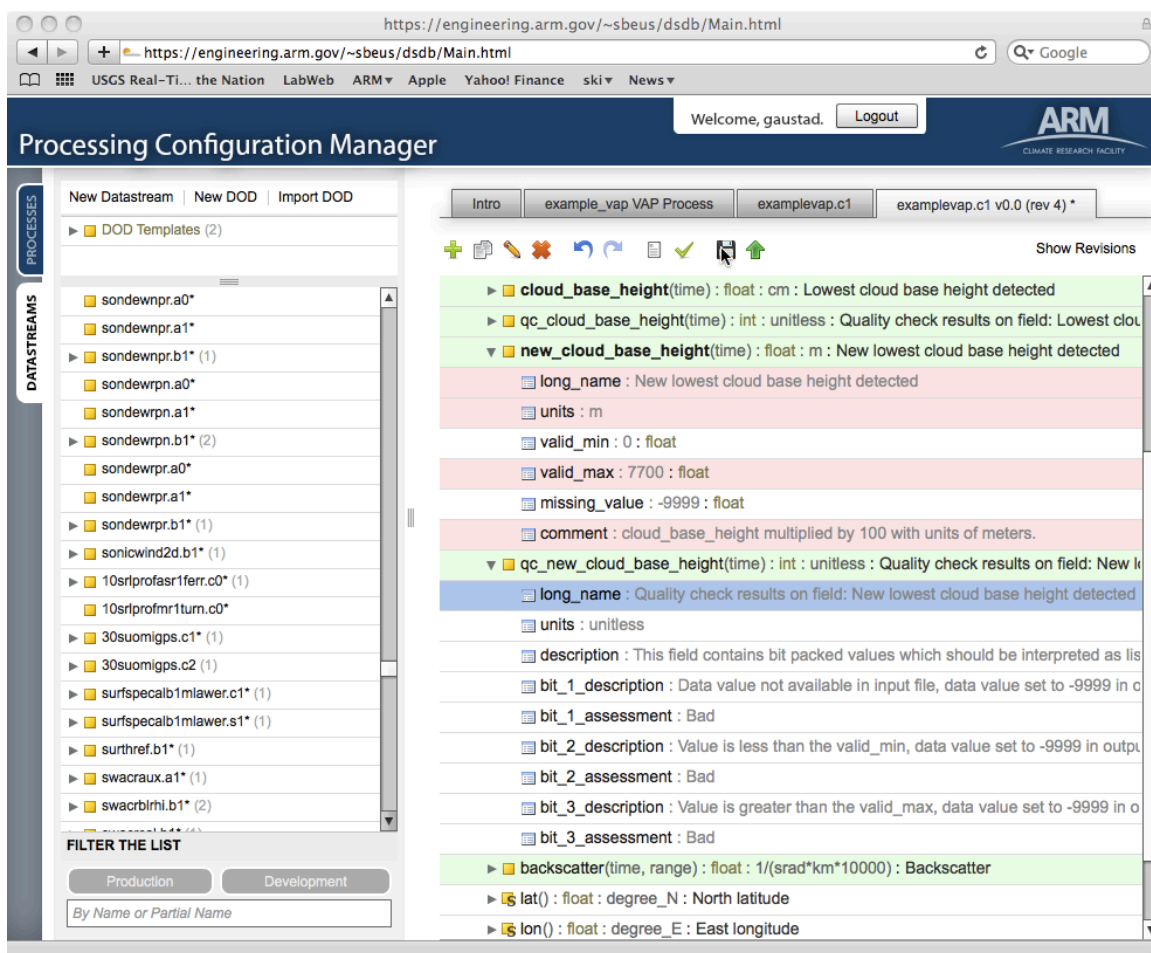 https://engineering.arm.gov/~sbeus/dsdb/Main.html
https://engineering.arm.gov/~sbeus/dsdb/Main.html
Google
USGS Real-Ti... the Nation LabWeb ARM▾ Apple Yahoo! Finance ski▾ News▾
Welcome, gaustad. Logout
Processing Configuration Manager
ARM
CLIMATE RESEARCH FACILITY
PROCESSES
DATASTREAMS
New Datastream | New DOD | Import DOD
DOD Templates (2)
sondewnpr.a0*
sondewnpr.a1*
sondewnpr.b1* (1)
sondewrpn.a0*
sondewrpn.a1*
sondewrpn.b1* (2)
sondewrpr.a0*
sondewrpr.a1*
sondewrpr.b1* (1)
sonicwind2d.b1* (1)
10srlprofasr1ferr.c0* (1)
10srlprofmr1turn.c0*
30suomigps.c1* (1)
30suomigps.c2 (1)
surfspecalb1mlawer.c1* (1)
surfspecalb1mlawer.s1* (1)
surthref.b1* (1)
swacraux.a1* (1)
swacrblrhi.b1* (2)
FILTER THE LIST
Production Development
By Name or Partial Name
Intro example_vap VAP Process examplevap.c1 examplevap.c1 v0.0 (rev 4) *
Show Revisions
cloud_base_height(time) : float : cm : Lowest cloud base height detected
qc_cloud_base_height(time) : int : unitless : Quality check results on field: Lowest clou
new_cloud_base_height(time) : float : m : New lowest cloud base height detected
long_name : New lowest cloud base height detected
units : m
valid_min : 0 : float
valid_max : 7700 : float
missing_value : -9999 : float
comment : cloud_base_height multiplied by 100 with units of meters.
qc_new_cloud_base_height(time) : int : unitless : Quality check results on field: New l
long_name : Quality check results on field: New lowest cloud base height detected
units : unitless
description : This field contains bit packed values which should be interpreted as lis
bit_1_description : Data value not available in input file, data value set to -9999 in o
bit_1_assessment : Bad
bit_2_description : Value is less than the valid_min, data value set to -9999 in outpu
bit_2_assessment : Bad
bit_3_description : Value is greater than the valid_max, data value set to -9999 in o
bit_3_assessment : Bad
backscatter(time, range) : float : 1/(srad*km*10000) : Backscatter
lat() : float : degree_N : North latitude
lon() : float : degree_E : East longitude